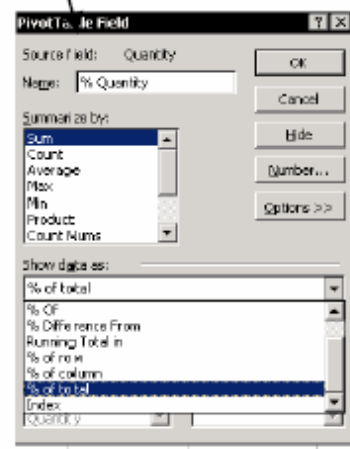 PivotTable Field
Source field: Quantity
Name: % Quantity
Summarize by:
Sum
Count
Average
Max
Min
Product
Count Nums
OK
Cancel
Hide
Number...
Options >>
Show data as:
% of total
% Of
% Difference From
Running Total in
% of row
% of column
% of total
Index
Quantity